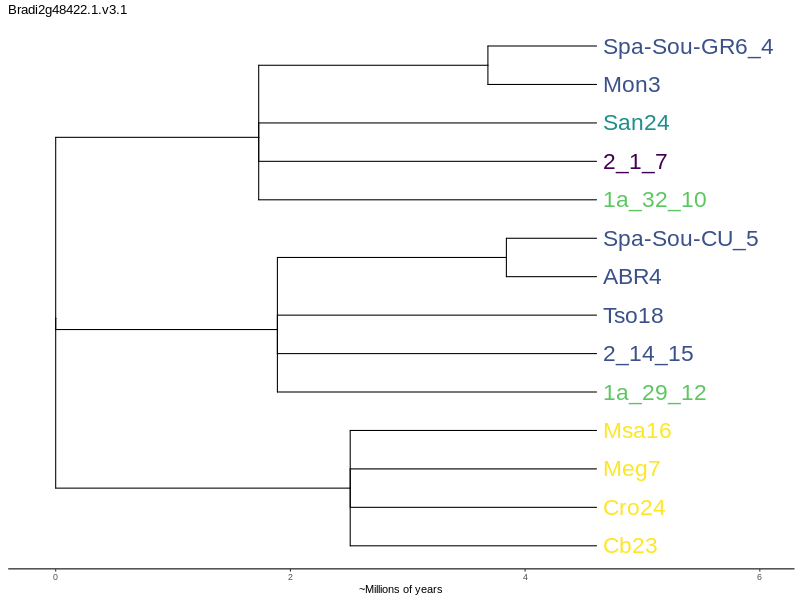 Bradi2g48422.1.v3.1
Spa-Sou-GR6_4
Mon3
San24
2_1_7
1a_32_10
Spa-Sou-CU_5
ABR4
Tso18
2_14_15
1a_29_12
Msa16
Meg7
Cro24
Cb23
0 2 4 6
~Millions of years